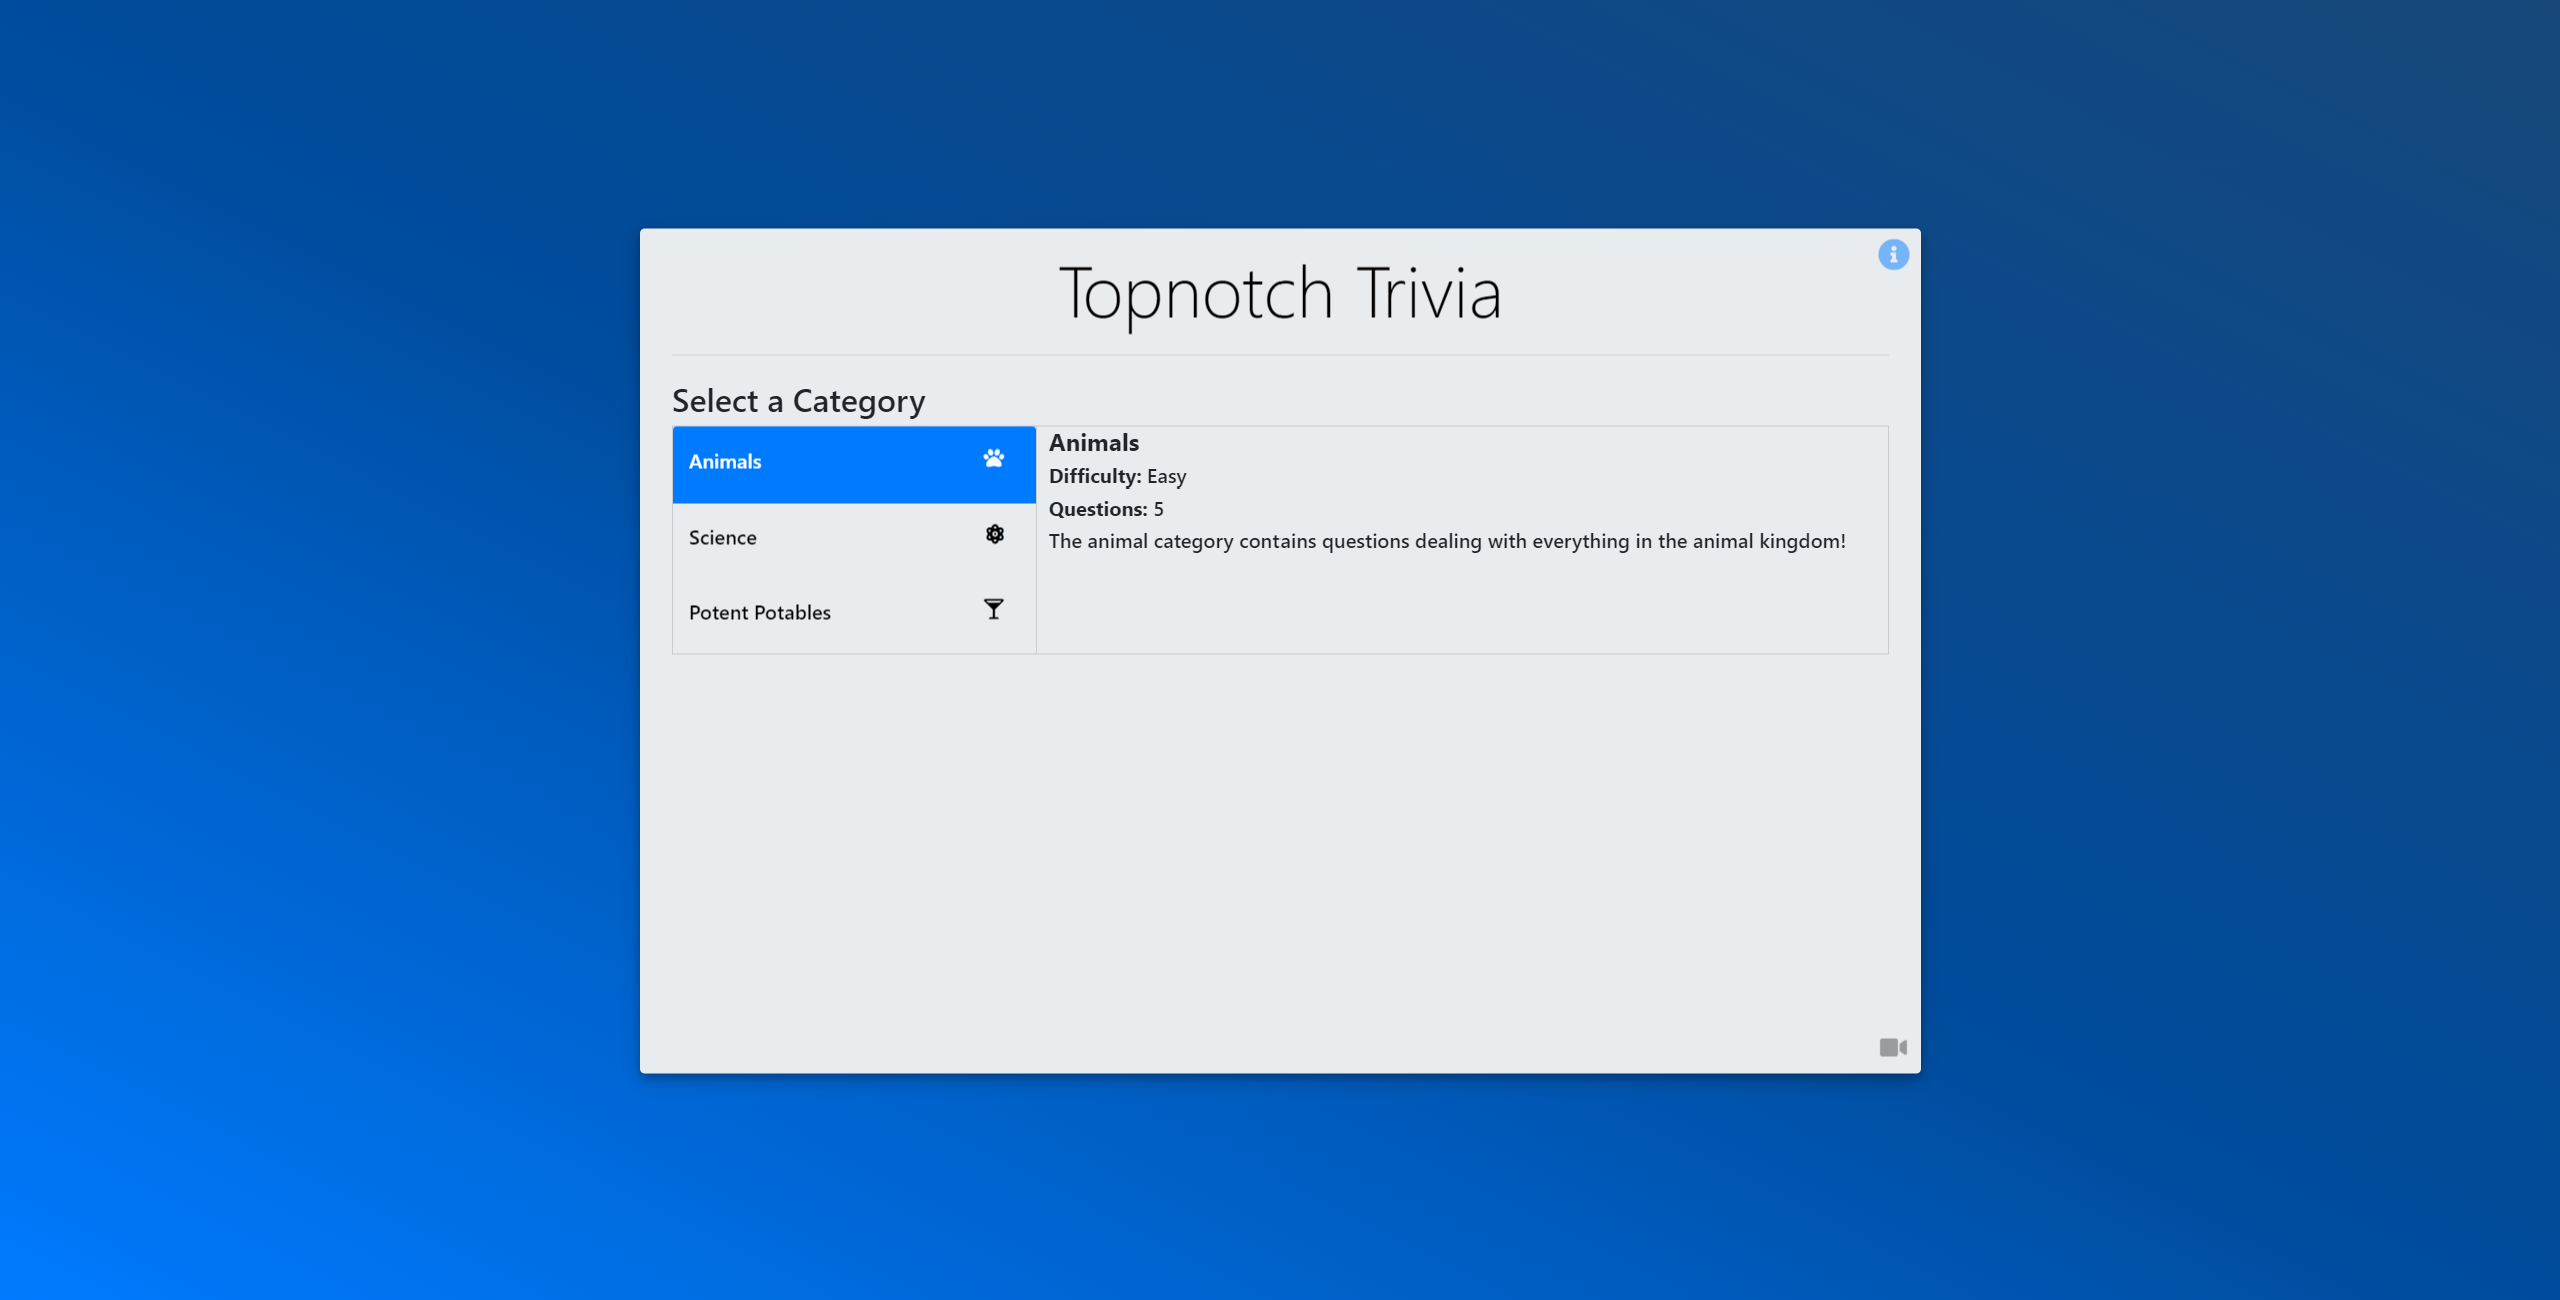 Topnotch Trivia
Select a Category
Animals
Science
Potent Potables
Animals
Difficulty: Easy
Questions: 5
The animal category contains questions dealing with everything in the animal kingdom!